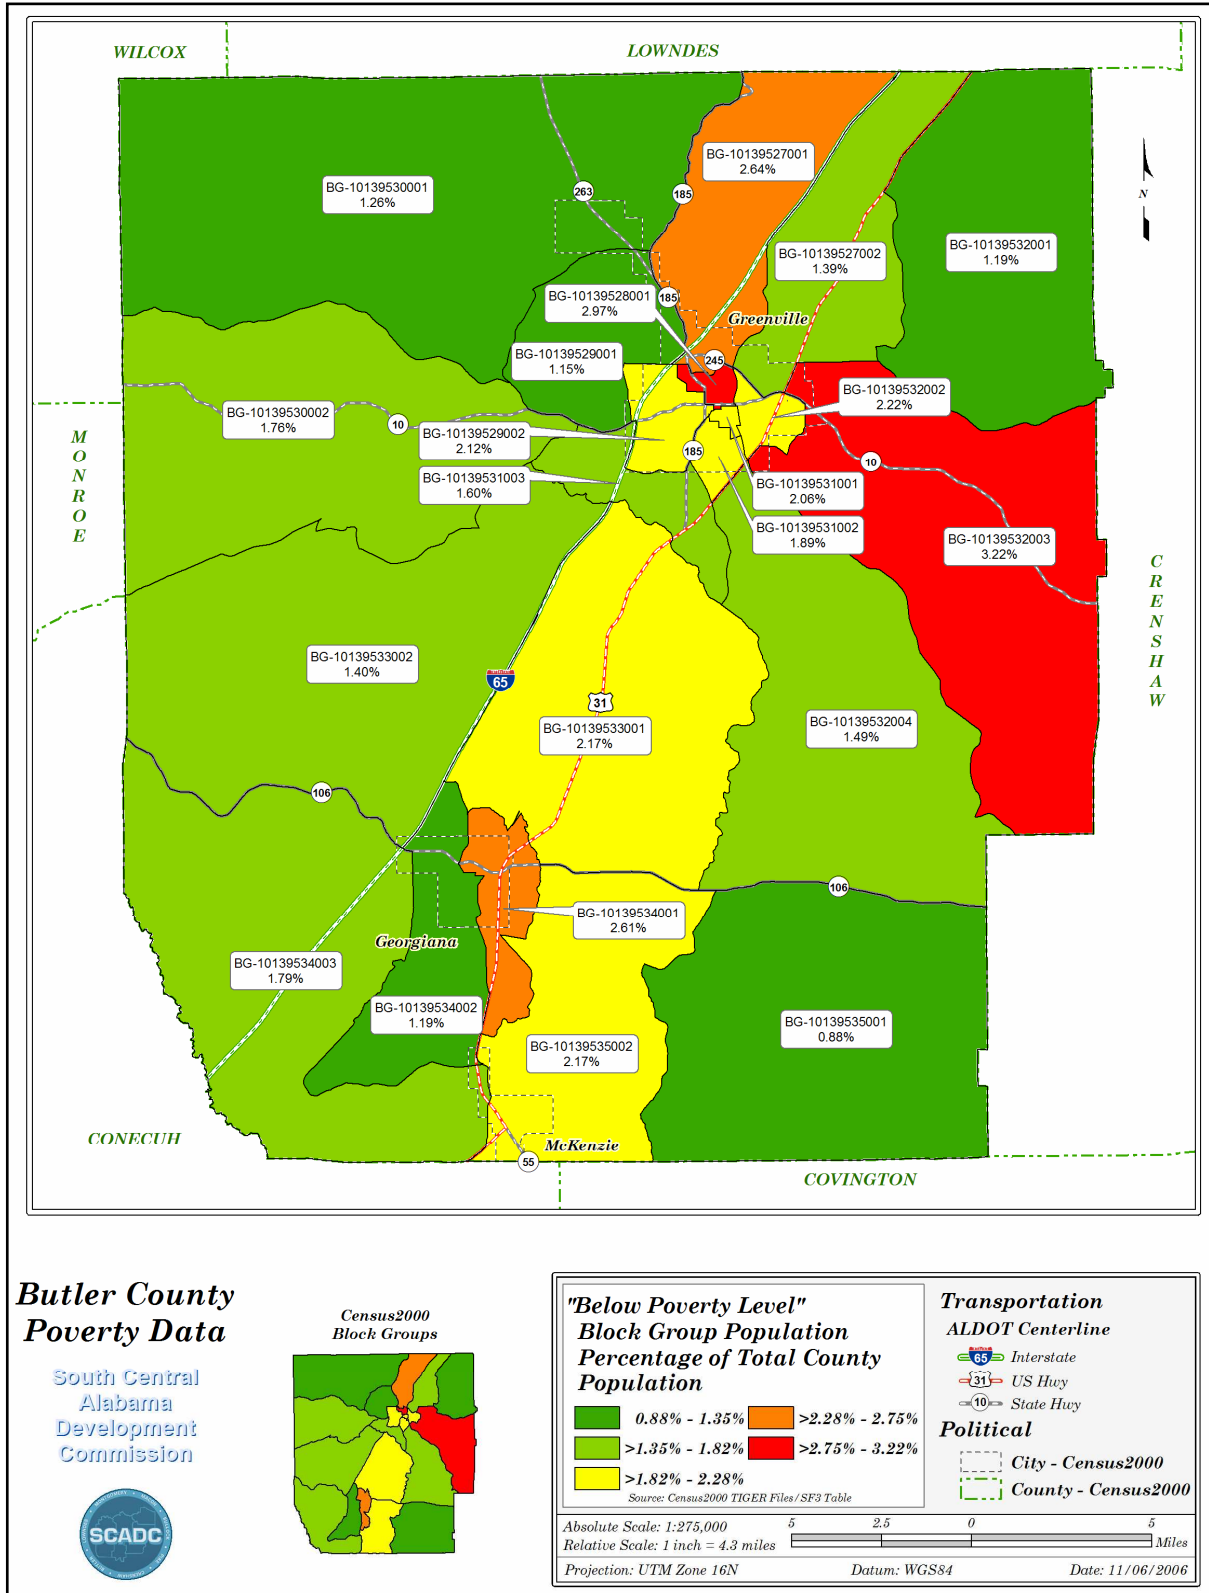 WILCOX
LOWNDES
BG-10139527001
2.64%
BG-10139530001
1.26%
263
185
N
BG-10139532001
1.19%
BG-10139527002
1.39%
BG-10139528001
2.97%
185
Greenville
BG-10139529001
1.15%
245
BG-10139532002
2.22%
BG-10139530002
1.76%
10
BG-10139529002
2.12%
185
10
MONROE
BG-10139531003
1.60%
BG-10139531001
2.06%
BG-10139531002
1.89%
BG-10139532003
3.22%
CRENSHAW
BG-10139533002
1.40%
65
31
BG-10139533001
2.17%
BG-10139532004
1.49%
106
106
BG-10139534001
2.61%
Georgiana
BG-10139534003
1.79%
BG-10139534002
1.19%
BG-10139535001
0.88%
BG-10139535002
2.17%
CONECUH
McKenzie
55
COVINGTON
Butler County
Poverty Data
South Central
Alabama
Development
Commission
SCADC
Census2000
Block Groups
"Below Poverty Level"
Block Group Population
Percentage of Total County
Population
0.88% - 1.35%
>2.28% - 2.75%
>1.35% - 1.82%
>2.75% - 3.22%
>1.82% - 2.28%
Source: Census2000 TIGER Files/SF3 Table
Transportation
ALDOT Centerline
65 Interstate
31 US Hwy
10 State Hwy
Political
City - Census2000
County - Census2000
Absolute Scale: 1:275,000
Relative Scale: 1 inch = 4.3 miles
5 2.5 0 5
Miles
Projection: UTM Zone 16N Datum: WGS84 Date: 11/06/2006